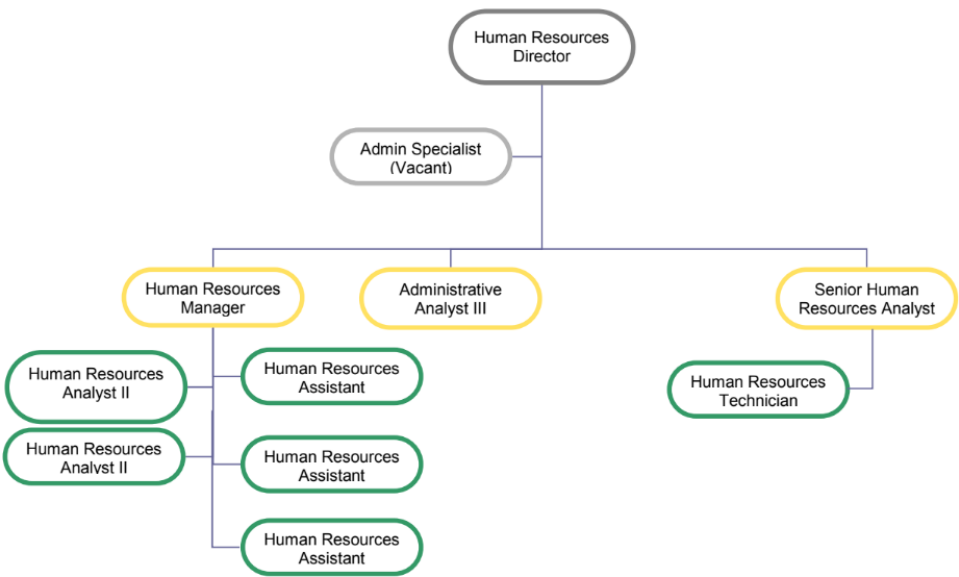 Human Resources
Director
Admin Specialist
(Vacant)
Human Resources
Manager
Administrative
Analyst III
Senior Human
Resources Analyst
Human Resources
Analyst II
Human Resources
Assistant
Human Resources
Technician
Human Resources
Analyst II
Human Resources
Assistant
Human Resources
Assistant